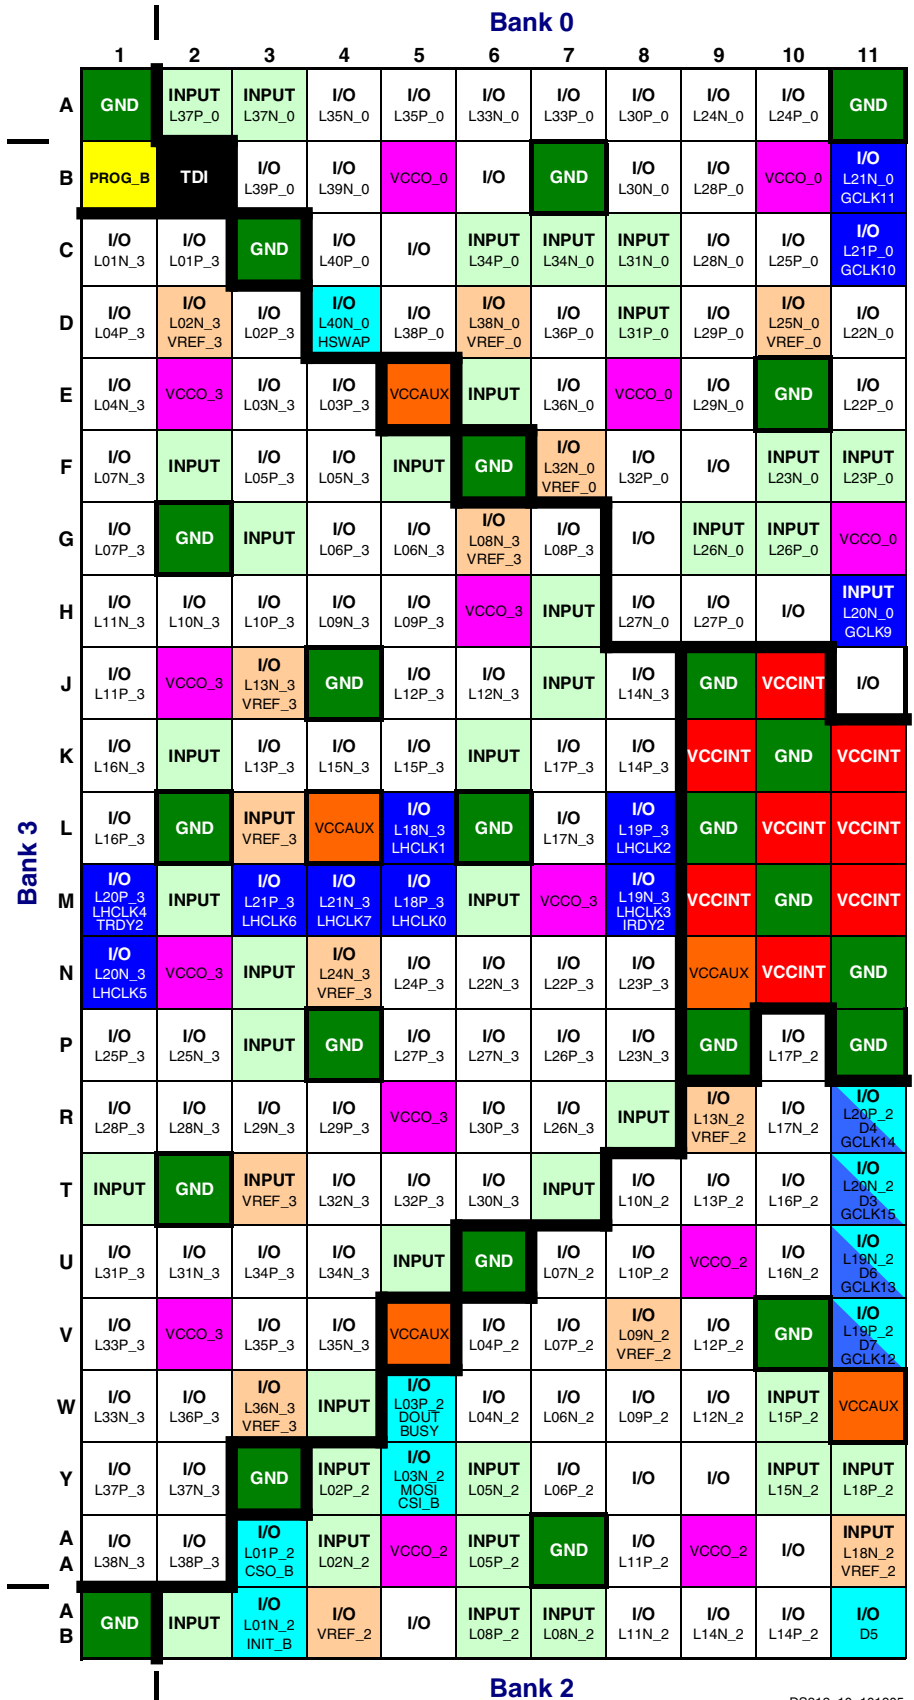 Bank 0
1 2 3 4 5 6 7 8 9 10 11
A GND INPUT L37P_0 INPUT L37N_0 I/O L35N_0 I/O L35P_0 I/O L33N_0 I/O L33P_0 I/O L30P_0 I/O L24N_0 I/O L24P_0 GND
B PROG_B TDI I/O L39P_0 I/O L39N_0 VCCO_0 I/O GND I/O L30N_0 I/O L28P_0 VCCO_0 I/O L21N_0 GCLK11
C I/O L01N_3 I/O L01P_3 GND I/O L40P_0 I/O INPUT L34P_0 INPUT L34N_0 INPUT L31N_0 I/O L28N_0 I/O L25P_0 I/O L21P_0 GCLK10
D I/O L04P_3 I/O L02N_3 VREF_3 I/O L02P_3 I/O L40N_0 HSWAP I/O L38P_0 I/O L38N_0 VREF_0 I/O L36P_0 INPUT L31P_0 I/O L29P_0 I/O L25N_0 VREF_0 I/O L22N_0
E I/O L04N_3 VCCO_3 I/O L03N_3 I/O L03P_3 VCCAUX INPUT I/O L36N_0 VCCO_0 I/O L29N_0 GND I/O L22P_0
F I/O L07N_3 INPUT I/O L05P_3 I/O L05N_3 INPUT GND I/O L32N_0 VREF_0 I/O L32P_0 I/O INPUT L23N_0 INPUT L23P_0
G I/O L07P_3 GND INPUT I/O L06P_3 I/O L06N_3 I/O L08N_3 VREF_3 I/O L08P_3 I/O INPUT L26N_0 INPUT L26P_0 VCCO_0
H I/O L11N_3 I/O L10N_3 I/O L10P_3 I/O L09N_3 I/O L09P_3 VCCO_3 INPUT I/O L27N_0 I/O L27P_0 I/O INPUT L20N_0 GCLK9
J I/O L11P_3 VCCO_3 I/O L13N_3 VREF_3 GND I/O L12P_3 I/O L12N_3 INPUT I/O L14N_3 GND VCCINT I/O
K I/O L16N_3 INPUT I/O L13P_3 I/O L15N_3 I/O L15P_3 INPUT I/O L17P_3 I/O L14P_3 VCCINT GND VCCINT
Bank 3
L I/O L16P_3 GND INPUT VREF_3 VCCAUX I/O L18N_3 LHCLK1 GND I/O L17N_3 I/O L19P_3 LHCLK2 GND VCCINT VCCINT
M I/O L20P_3 LHCLK4 TRDY2 INPUT I/O L21P_3 LHCLK6 I/O L21N_3 LHCLK7 I/O L18P_3 LHCLK0 INPUT VCCO_3 I/O L19N_3 LHCLK3 IRDY2 VCCINT GND VCCINT
N I/O L20N_3 LHCLK5 VCCO_3 INPUT I/O L24N_3 VREF_3 I/O L24P_3 I/O L22N_3 I/O L22P_3 I/O L23P_3 VCCAUX VCCINT GND
P I/O L25P_3 I/O L25N_3 INPUT GND I/O L27P_3 I/O L27N_3 I/O L26P_3 I/O L23N_3 GND I/O L17P_2 GND
R I/O L28P_3 I/O L28N_3 I/O L29N_3 I/O L29P_3 VCCO_3 I/O L30P_3 I/O L26N_3 INPUT I/O L13N_2 VREF_2 I/O L17N_2 I/O L20P_2 D4 GCLK14
T INPUT GND INPUT VREF_3 I/O L32N_3 I/O L32P_3 I/O L30N_3 INPUT I/O L10N_2 I/O L13P_2 I/O L16P_2 I/O L20N_2 D3 GCLK15
U I/O L31P_3 I/O L31N_3 I/O L34P_3 I/O L34N_3 INPUT GND I/O L07N_2 I/O L10P_2 VCCO_2 I/O L16N_2 I/O L19N_2 D6 GCLK13
V I/O L33P_3 VCCO_3 I/O L35P_3 I/O L35N_3 VCCAUX I/O L04P_2 I/O L07P_2 I/O L09N_2 VREF_2 I/O L12P_2 GND I/O L19P_2 D7 GCLK12
W I/O L33N_3 I/O L36P_3 I/O L36N_3 VREF_3 INPUT I/O L03P_2 DOUT BUSY I/O L04N_2 I/O L06N_2 I/O L09P_2 I/O L12N_2 INPUT L15P_2 VCCAUX
Y I/O L37P_3 I/O L37N_3 GND INPUT L02P_2 I/O L03N_2 MOSI CSI_B INPUT L05N_2 I/O L06P_2 I/O I/O INPUT L15N_2 INPUT L18P_2
A A I/O L38N_3 I/O L38P_3 I/O L01P_2 CSO_B INPUT L02N_2 VCCO_2 INPUT L05P_2 GND I/O L11P_2 VCCO_2 I/O INPUT L18N_2 VREF_2
A B GND INPUT I/O L01N_2 INIT_B I/O VREF_2 I/O INPUT L08P_2 INPUT L08N_2 I/O L11N_2 I/O L14N_2 I/O L14P_2 I/O D5
Bank 2